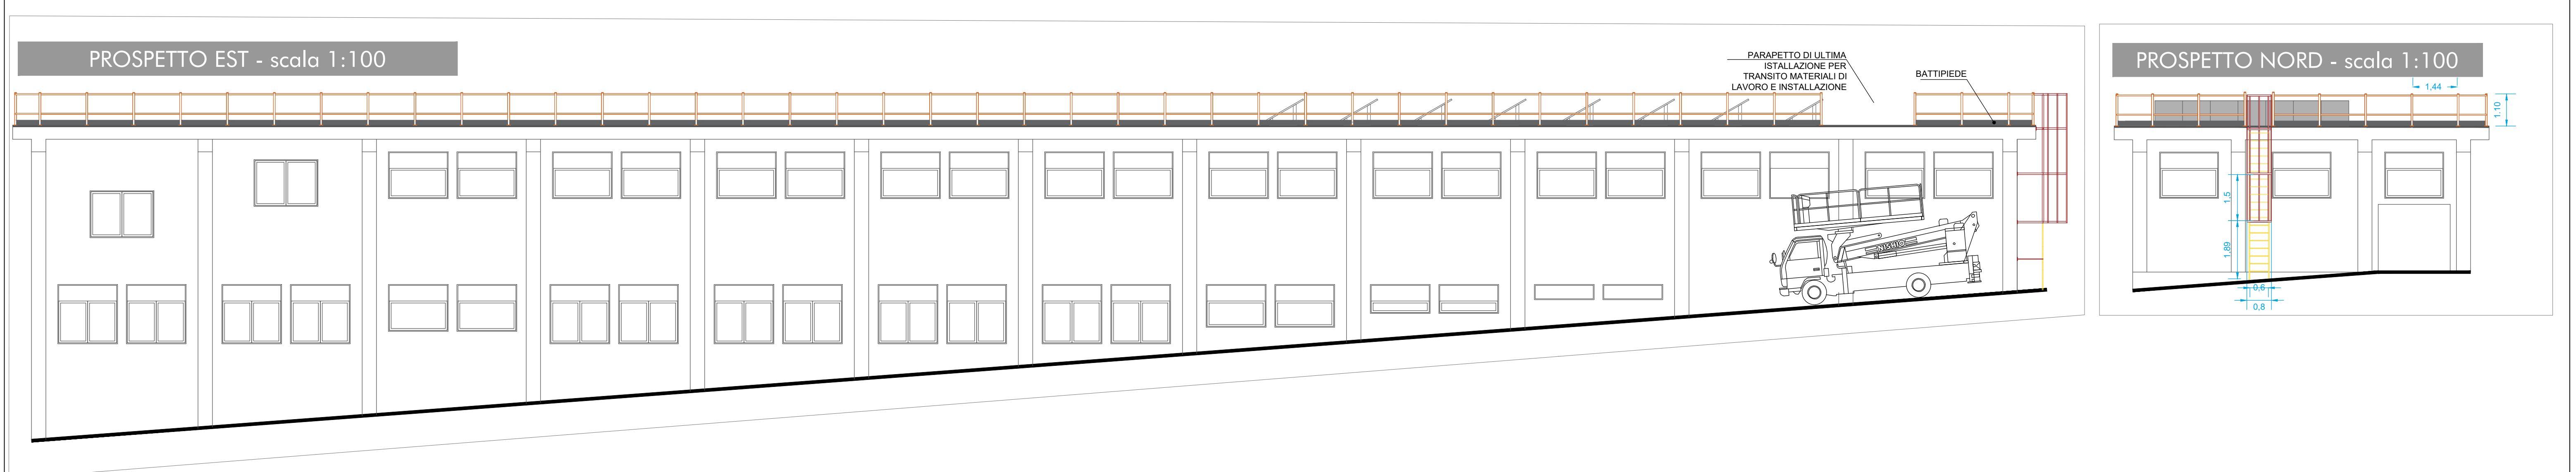 PROSPETTO EST - scala 1:100
PARAPETTO DI ULTIMA
ISTALLAZIONE PER
TRANSITO MATERIALI DI
LAVORO E INSTALLAZIONE
BATTIPIEDE
NISHIO
PROSPETTO NORD - scala 1:100
1,44
1,10
1,5
1,89
0,6
0,8